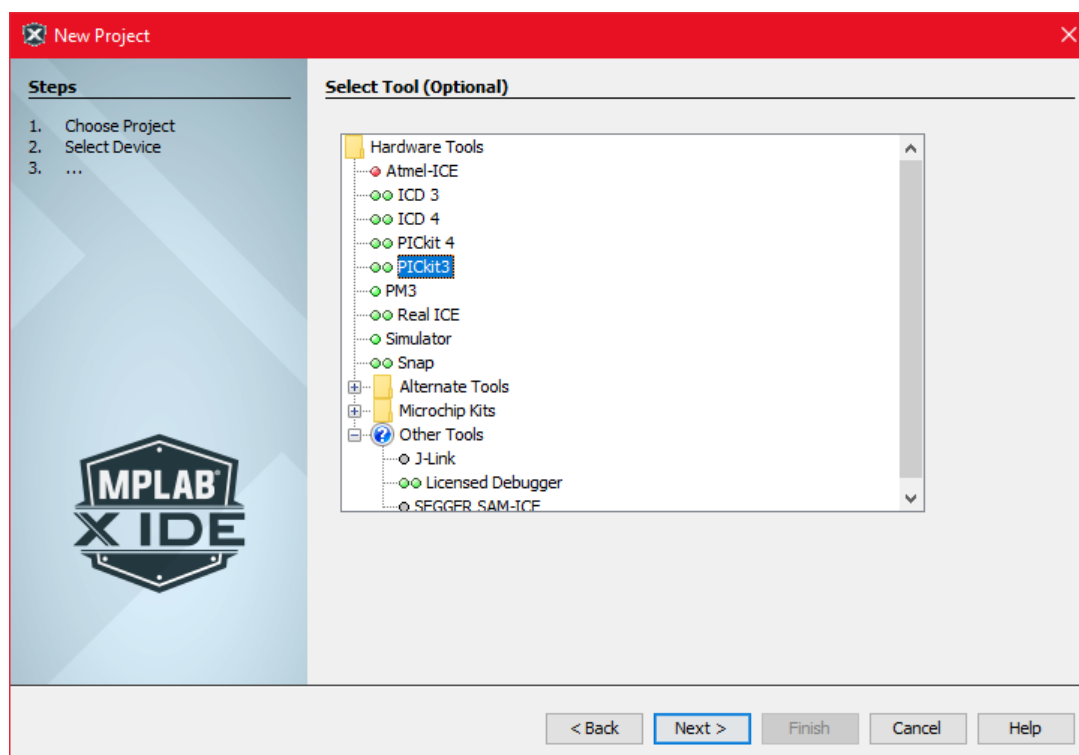 New Project
Steps
1. Choose Project
2. Select Device
3. ...
Select Tool (Optional)
Hardware Tools
Atmel-ICE
ICD 3
ICD 4
PICkit 4
PICkit3
PM3
Real ICE
Simulator
Snap
Alternate Tools
Microchip Kits
Other Tools
J-Link
Licensed Debugger
SEGGER SAM-ICE
MPLAB®
X IDE
< Back Next > Finish Cancel Help